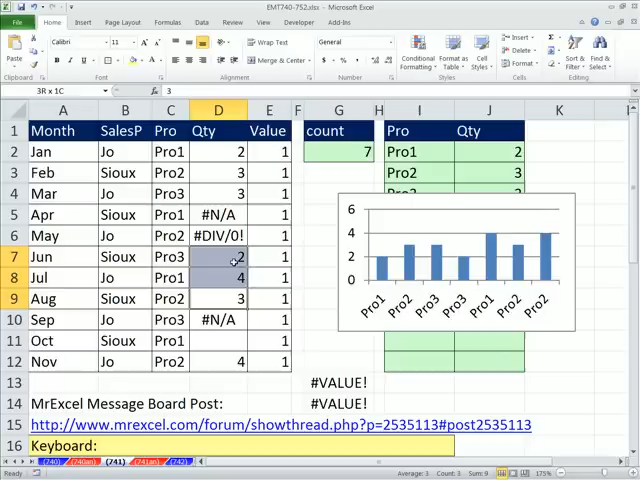 EMT740-752.xlsx - Microsoft Excel
File Home Insert Page Layout Formulas Data Review View Developer Add-Ins
Calibri 11 Wrap Text General Insert
Paste B I U Merge & Center $ % , Conditional Formatting Format as Table Cell Styles Delete Format Sort & Filter Find & Select
Clipboard Font Alignment Number Styles Cells Editing
3R x 1C fx 3
A B C D E F G H I J K
1 Month SalesP Pro Qty Value count Pro Qty
2 Jan Jo Pro1 2 1 7 Pro1 2
3 Feb Sioux Pro2 3 1 Pro2 3
4 Mar Jo Pro3 3 1
5 Apr Sioux Pro1 #N/A 1
6 May Jo Pro2 #DIV/0! 1
7 Jun Sioux Pro3 2 1
8 Jul Jo Pro1 4 1
9 Aug Sioux Pro2 3 1
10 Sep Jo Pro3 #N/A 1
11 Oct Sioux Pro1 1
12 Nov Jo Pro2 4 1
6
4
2
0
Pro1 Pro2 Pro3 Pro3 Pro1 Pro2 Pro2
13 #VALUE!
14 MrExcel Message Board Post: #VALUE!
15 http://www.mrexcel.com/forum/showthread.php?p=2535113#post2535113
16 Keyboard:
(740) (740an) (741) (741an) (742)
Ready Average: 3 Count: 3 Sum: 9 175%